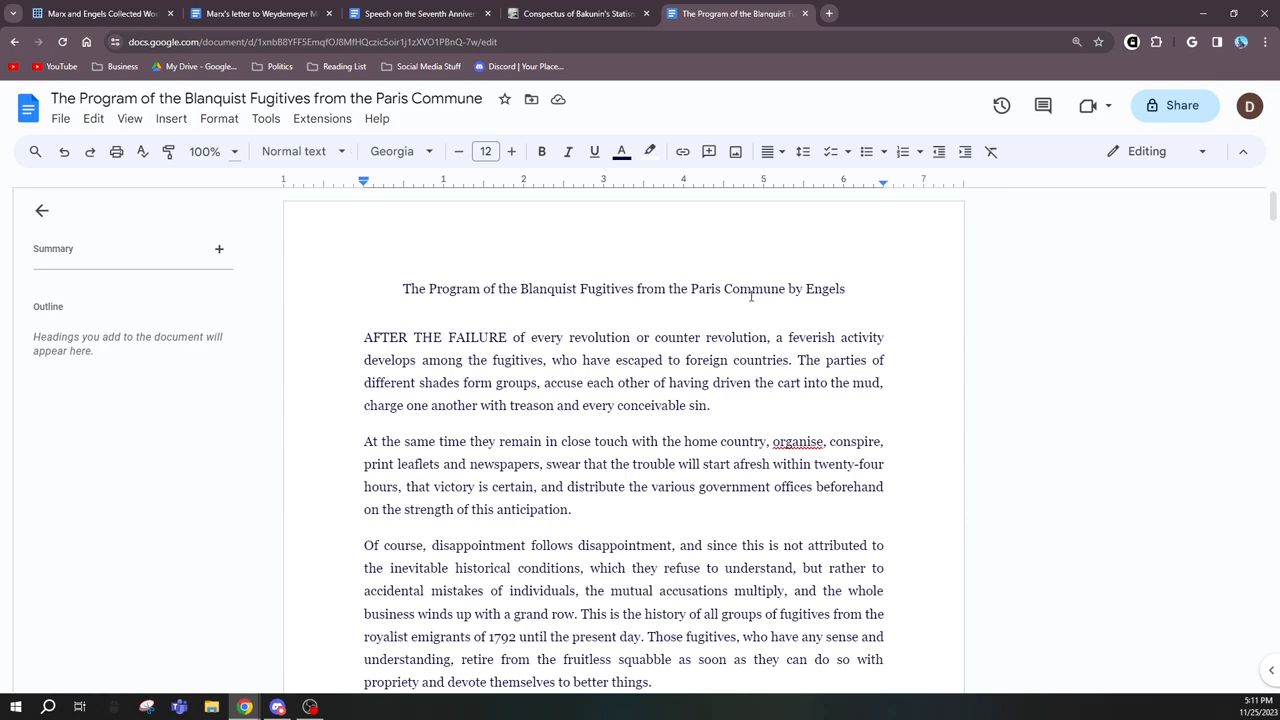 Marx and Engels Collected Wor
Marx's letter to Weydemeyer M
Speech on the Seventh Anniver
Conspectus of Bakunin's Statisn
The Program of the Blanquist F
docs.google.com/document/d/1xnbB8YFF5EmqfOJ8MfHQczic5oir1j1zXVO1PBnQ-7w/edit
YouTube
Business
My Drive - Google...
Politics
Reading List
Social Media Stuff
Discord | Your Place...
The Program of the Blanquist Fugitives from the Paris Commune
Share
D
File Edit View Insert Format Tools Extensions Help
100% Normal text Georgia 12 Editing
1 1 2 3 4 5 6 7
Summary
Outline
Headings you add to the document will
appear here.
The Program of the Blanquist Fugitives from the Paris Commune by Engels
AFTER THE FAILURE of every revolution or counter revolution, a feverish activity
develops among the fugitives, who have escaped to foreign countries. The parties of
different shades form groups, accuse each other of having driven the cart into the mud,
charge one another with treason and every conceivable sin.
At the same time they remain in close touch with the home country, organise, conspire,
print leaflets and newspapers, swear that the trouble will start afresh within twenty-four
hours, that victory is certain, and distribute the various government offices beforehand
on the strength of this anticipation.
Of course, disappointment follows disappointment, and since this is not attributed to
the inevitable historical conditions, which they refuse to understand, but rather to
accidental mistakes of individuals, the mutual accusations multiply, and the whole
business winds up with a grand row. This is the history of all groups of fugitives from the
royalist emigrants of 1792 until the present day. Those fugitives, who have any sense and
understanding, retire from the fruitless squabble as soon as they can do so with
propriety and devote themselves to better things.
5:11 PM
11/25/2023